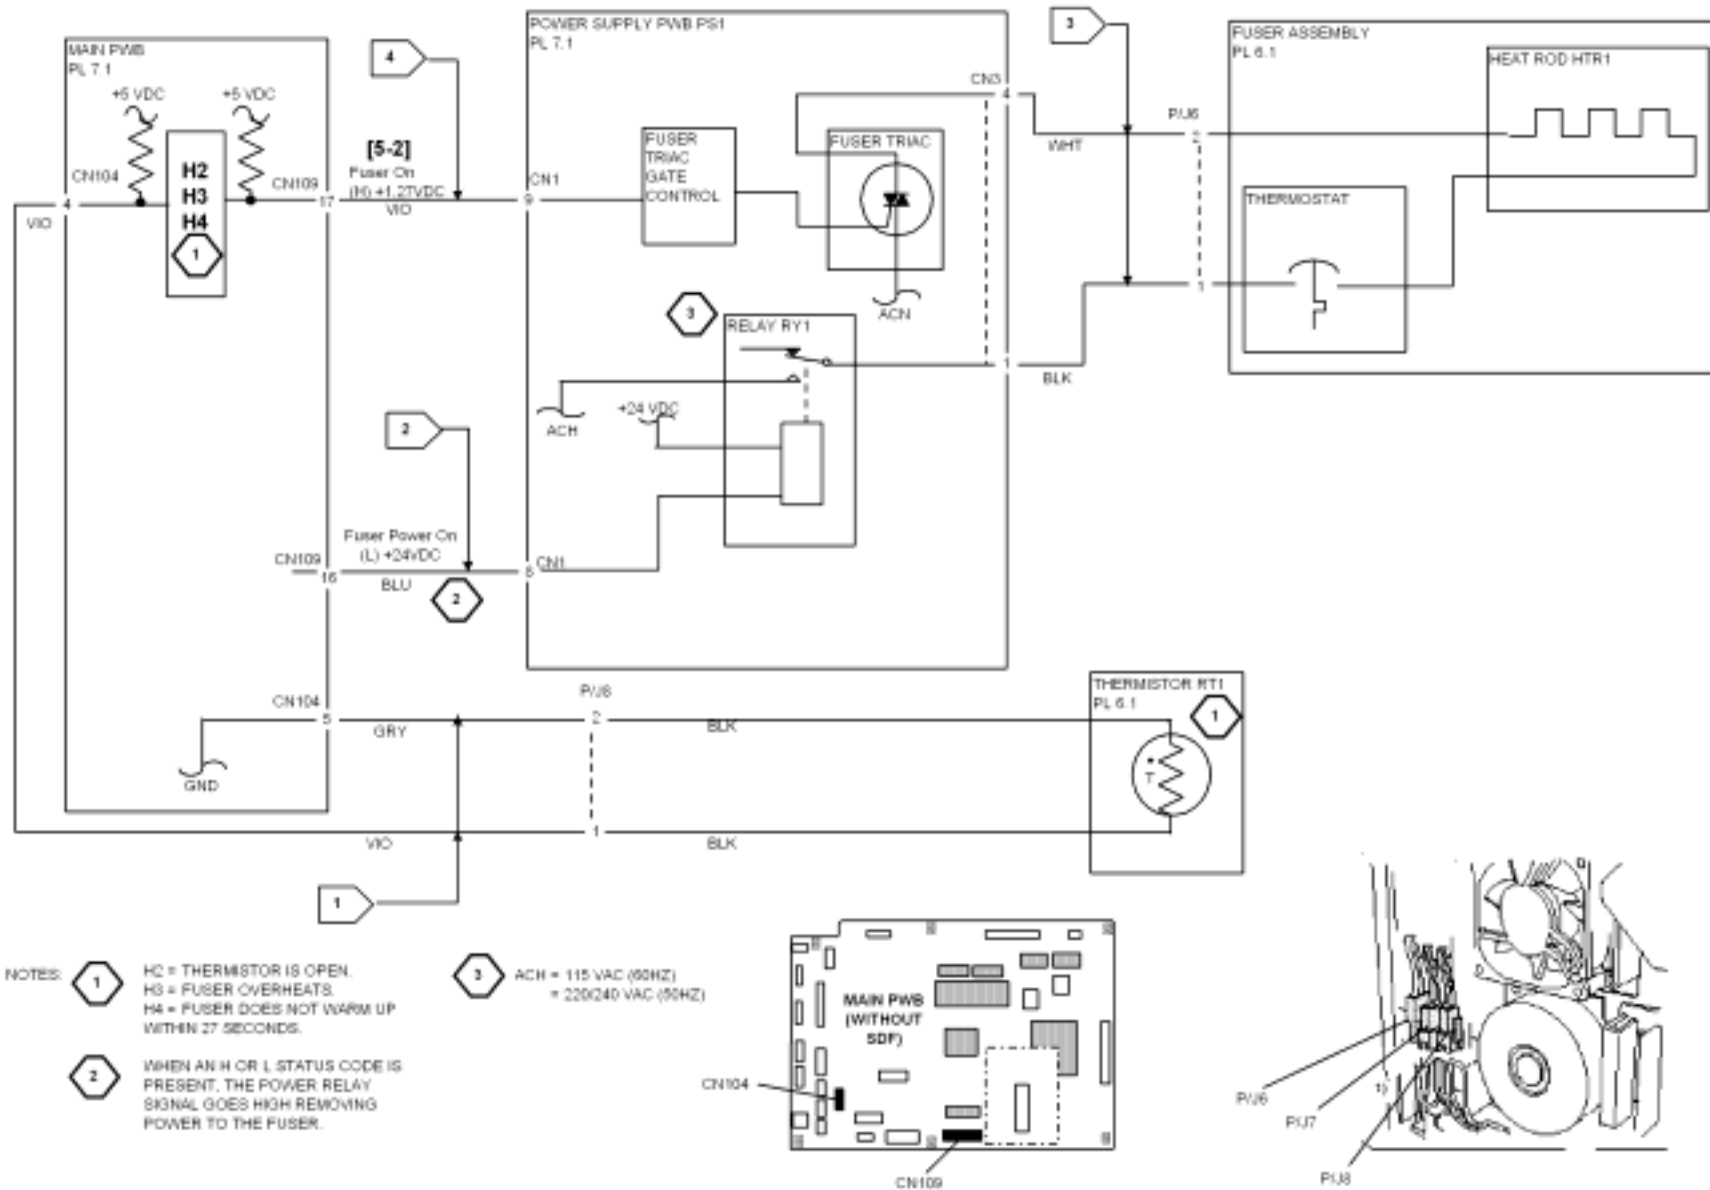 MAIN PWB
PL 7.1
+5 VDC
+5 VDC
CN104
4
VIO
H2
H3
H4
1
CN109
17
4
[5-2]
Fuser On
(H) +1.27VDC
VIO
POWER SUPPLY PWB PS1
PL 7.1
CN1
9
FUSER
TRIAC
GATE
CONTROL
FUSER TRIAC
ACN
CN3
4
3
WHT
P/J6
2
1
FUSER ASSEMBLY
PL 6.1
HEAT ROD HTR1
THERMOSTAT
3
RELAY RY1
ACH
+24 VDC
1
BLK
2
Fuser Power On
(L) +24VDC
CN109
16
BLU
2
CN1
8
CN104
5
GRY
GND
P/J8
2
BLK
1
BLK
VIO
1
THERMISTOR RT1
PL 6.1
1
T
NOTES:
1
H2 = THERMISTOR IS OPEN.
H3 = FUSER OVERHEATS.
H4 = FUSER DOES NOT WARM UP
WITHIN 27 SECONDS.
2
WHEN AN H OR L STATUS CODE IS
PRESENT, THE POWER RELAY
SIGNAL GOES HIGH REMOVING
POWER TO THE FUSER.
3
ACH = 115 VAC (60HZ)
= 220/240 VAC (50HZ)
MAIN PWB
(WITHOUT
SDF)
CN104
CN109
P/J6
P/J7
P/J8